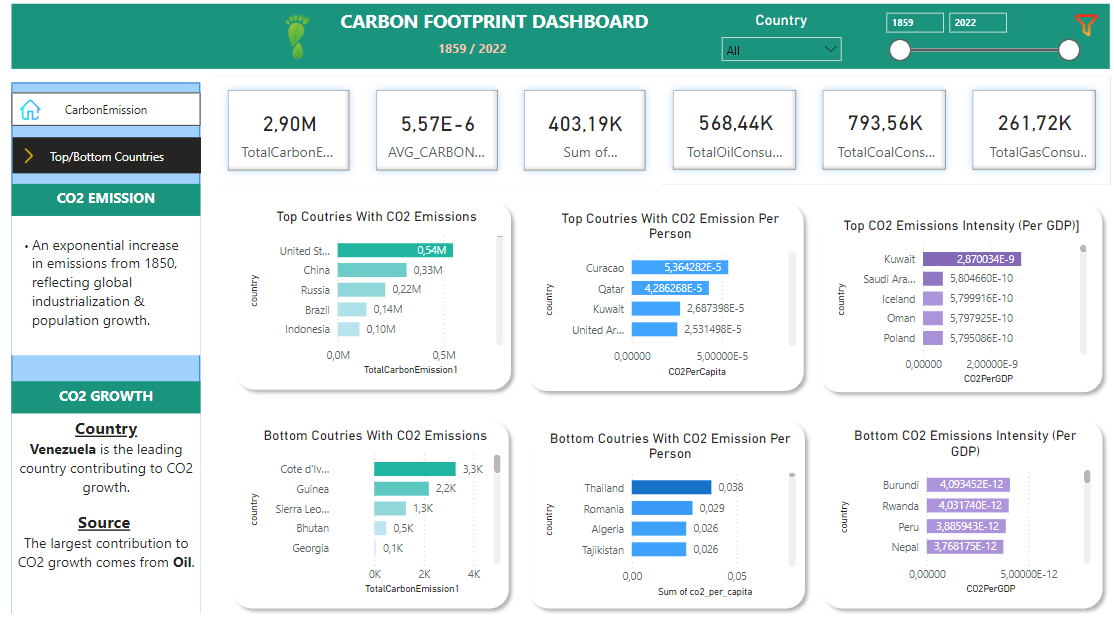 CARBON FOOTPRINT DASHBOARD
1859 / 2022
Country
All
1859
2022
CarbonEmission
Top/Bottom Countries
CO2 EMISSION
• An exponential increase
in emissions from 1850,
reflecting global
industrialization &
population growth.
CO2 GROWTH
Country
Venezuela is the leading
country contributing to CO2
growth.
Source
The largest contribution to
CO2 growth comes from Oil.
2,90M
TotalCarbonE...
5,57E-6
AVG_CARBON...
403,19K
Sum of...
568,44K
TotalOilConsu...
793,56K
TotalCoalCons...
261,72K
TotalGasConsu..
Top Coutries With CO2 Emissions
country
United St... 0,54M
China 0,33M
Russia 0,22M
Brazil 0,14M
Indonesia 0,10M
0,0M 0,5M
TotalCarbonEmission1
Top Coutries With CO2 Emission Per
Person
country
Curacao 5,364282E-5
Qatar 4,286268E-5
Kuwait 2,687398E-5
United Ar... 2,531498E-5
0,00000 5,00000E-5
CO2PerCapita
Top CO2 Emissions Intensity (Per GDP)]
country
Kuwait 2,870034E-9
Saudi Ara... 5,804660E-10
Iceland 5,799916E-10
Oman 5,797925E-10
Poland 5,795086E-10
0,00000 2,00000E-9
CO2PerGDP
Bottom Coutries With CO2 Emissions
country
Cote d'Iv... 3,3K
Guinea 2,2K
Sierra Leo... 1,3K
Bhutan 0,5K
Georgia 0,1K
0K 2K 4K
TotalCarbonEmission1
Bottom Coutries With CO2 Emission Per
Person
country
Thailand 0,038
Romania 0,029
Algeria 0,026
Tajikistan 0,026
0,00 0,05
Sum of co2_per_capita
Bottom CO2 Emissions Intensity (Per
GDP)
country
Burundi 4,093452E-12
Rwanda 4,031740E-12
Peru 3,885943E-12
Nepal 3,768175E-12
0,00000 5,00000E-12
CO2PerGDP